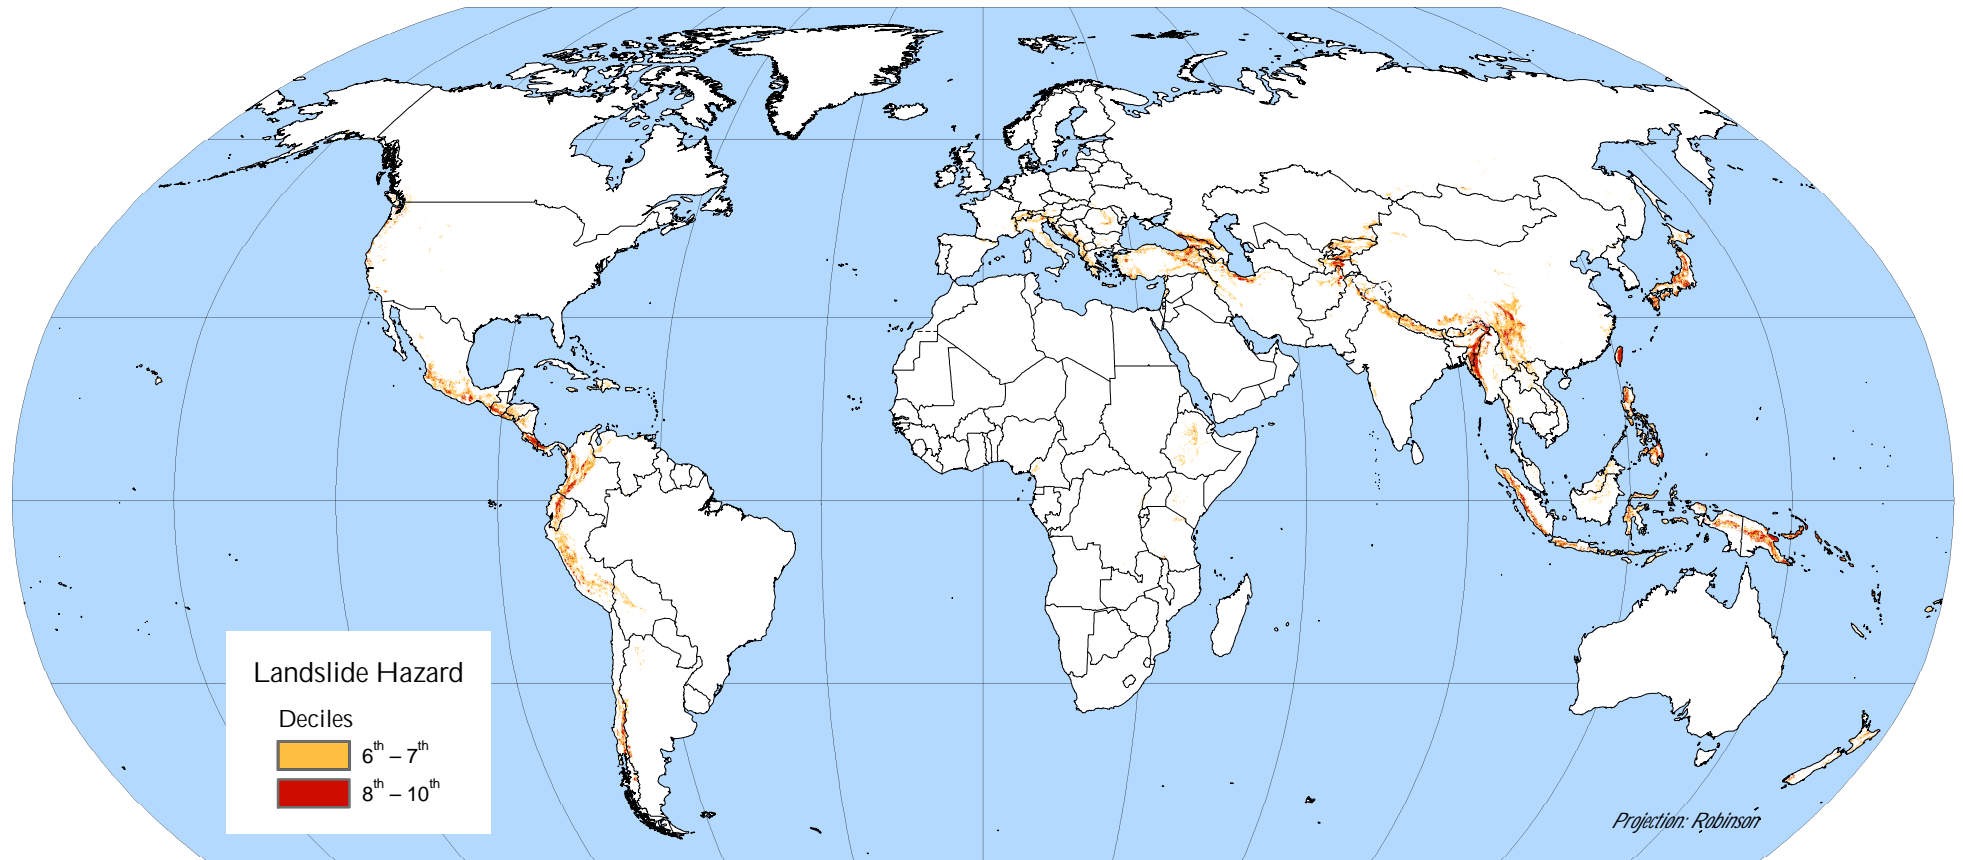 Landslide Hazard
Deciles
6th – 7th
8th – 10th
Projection: Robinson